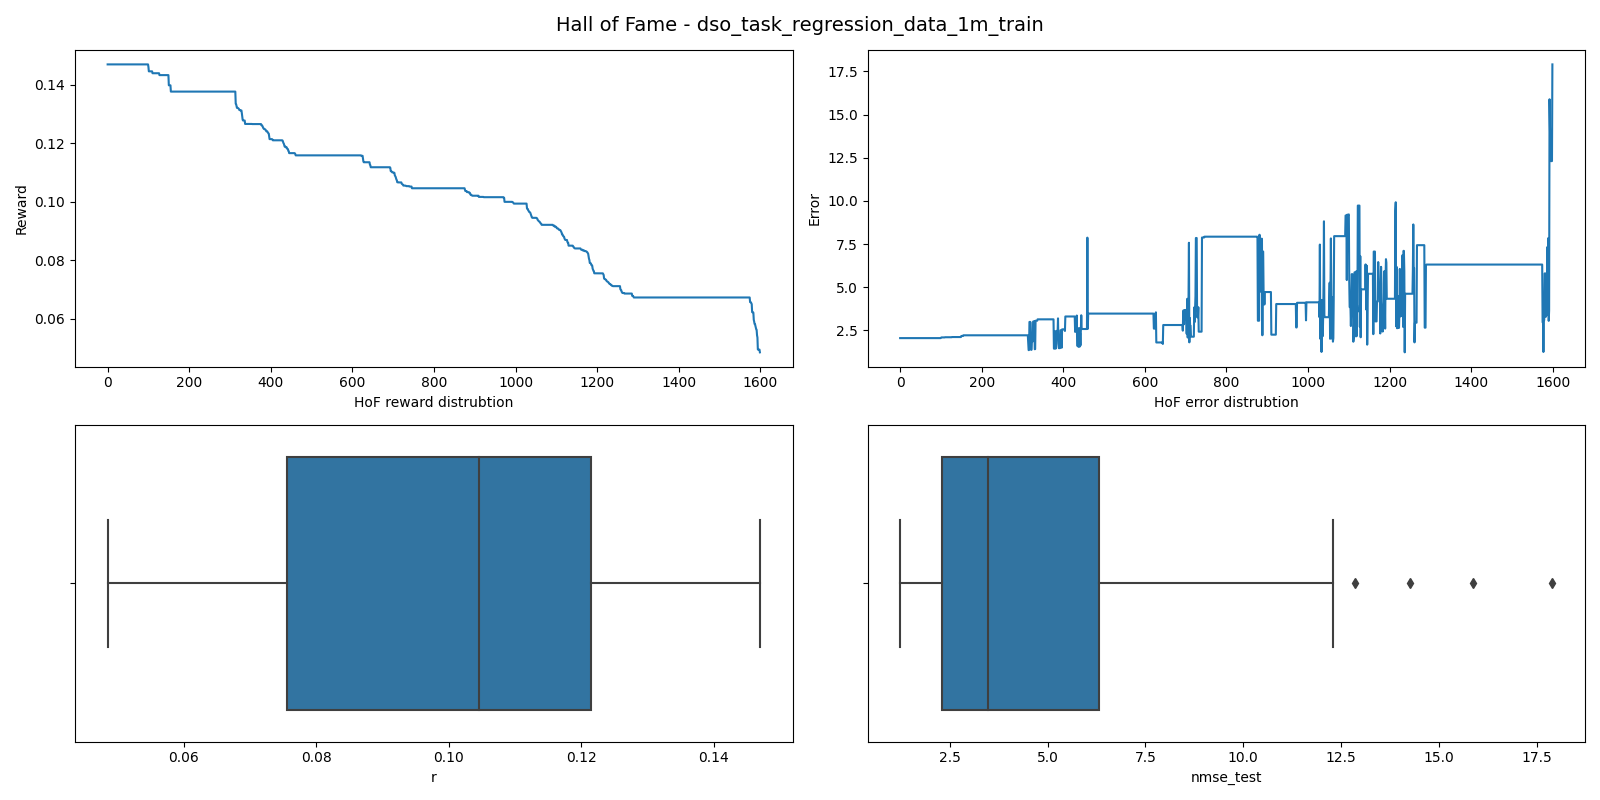 Hall of Fame - dso_task_regression_data_1m_train
0.14
0.12
0.10
0.08
0.06
Reward
0 200 400 600 800 1000 1200 1400 1600
HoF reward distrubtion
17.5
15.0
12.5
10.0
7.5
5.0
2.5
Error
0 200 400 600 800 1000 1200 1400 1600
HoF error distrubtion
0.06 0.08 0.10 0.12 0.14
r
2.5 5.0 7.5 10.0 12.5 15.0 17.5
nmse_test